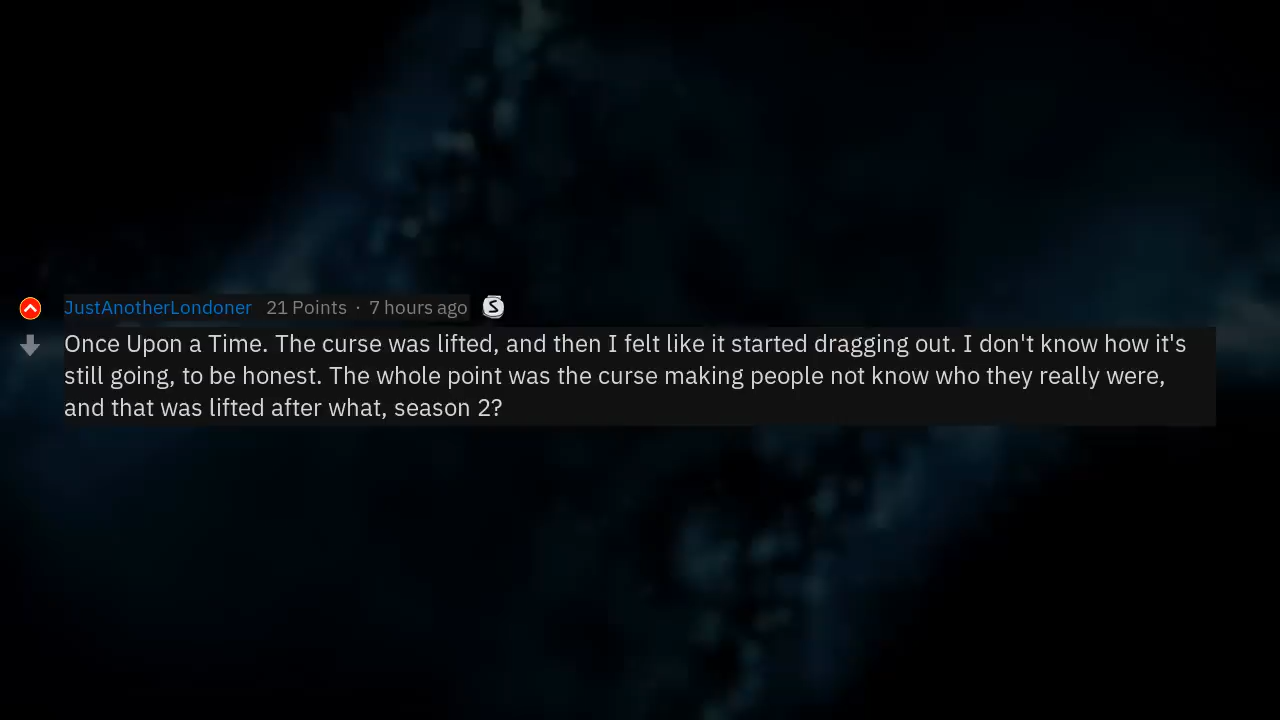 JustAnotherLondoner 21 Points · 7 hours ago S
Once Upon a Time. The curse was lifted, and then I felt like it started dragging out. I don't know how it's
still going, to be honest. The whole point was the curse making people not know who they really were,
and that was lifted after what, season 2?